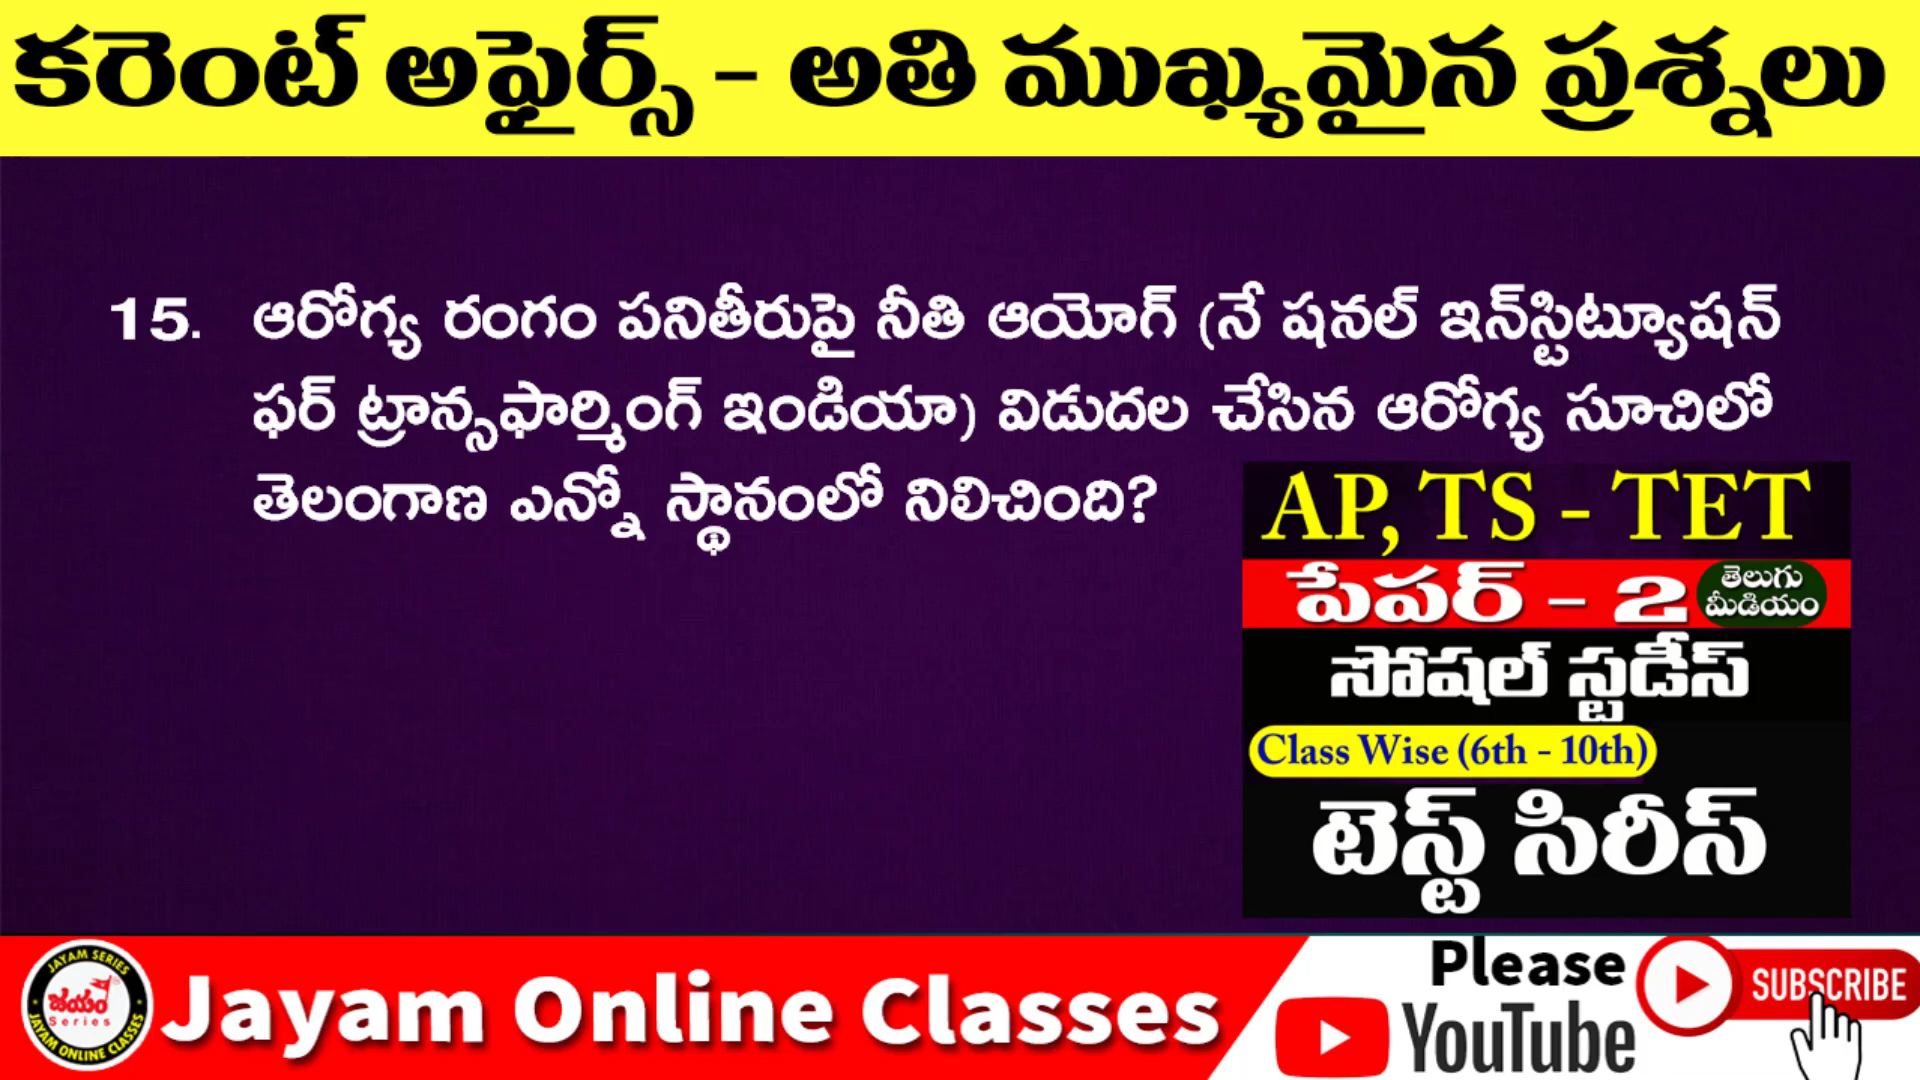 కరెంట్ అఫైర్స్ - అతి ముఖ్యమైన ప్రశ్నలు
15. ఆరోగ్య రంగం పనితీరుపై నీతి ఆయోగ్ (నే షనల్ ఇన్‌స్టిట్యూషన్
ఫర్ ట్రాన్సఫార్మింగ్ ఇండియా) విడుదల చేసిన ఆరోగ్య సూచిలో
తెలంగాణ ఎన్నో స్థానంలో నిలిచింది?
AP, TS - TET
పేపర్ - 2 తెలుగు మీడియం
సోషల్ స్టడీస్
Class Wise (6th - 10th)
టెస్ట్ సిరీస్
JAYAM SERIES
జయం
Series
JAYAM ONLINE CLASSES
Jayam Online Classes
Please
YouTube
SUBSCRIBE